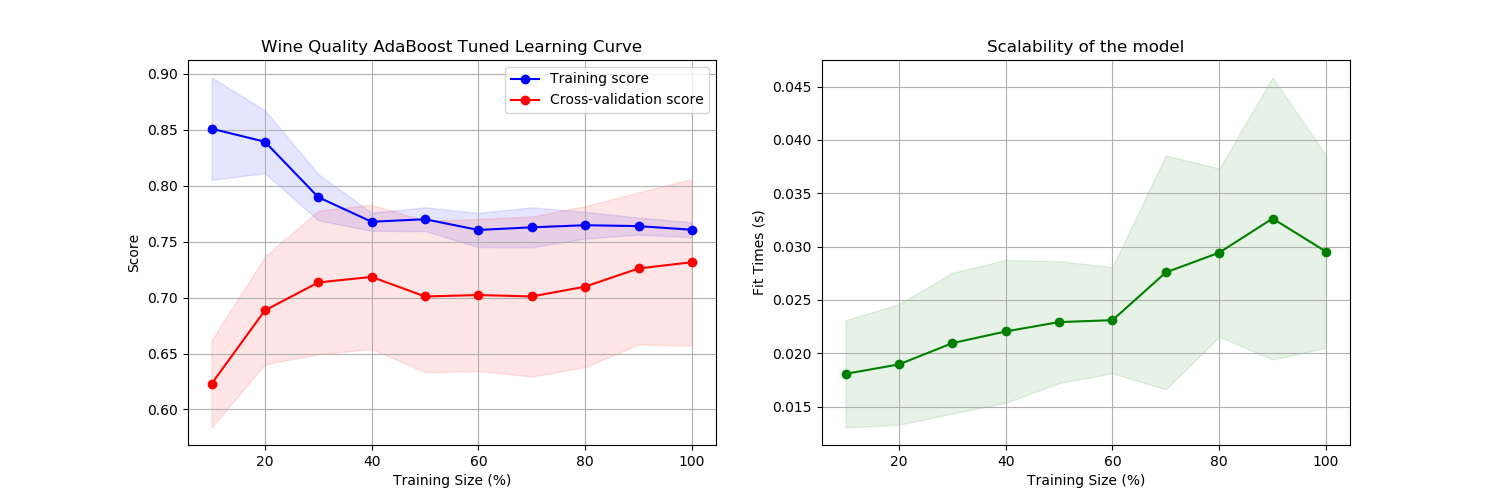 Wine Quality AdaBoost Tuned Learning Curve
Training score
Cross-validation score
Score
0.90
0.85
0.80
0.75
0.70
0.65
0.60
20 40 60 80 100
Training Size (%)
Scalability of the model
Fit Times (s)
0.045
0.040
0.035
0.030
0.025
0.020
0.015
20 40 60 80 100
Training Size (%)